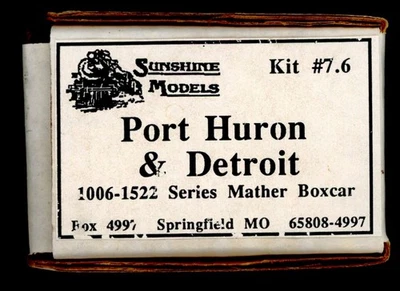 Sunshine Models Kit #7.6
Port Huron
& Detroit
1006-1522 Series Mather Boxcar
Box 4997 Springfield MO 65808-4997